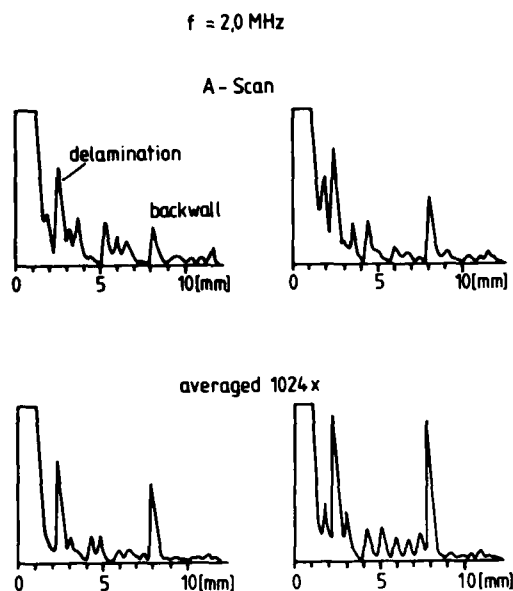 f = 2,0 MHz
A - Scan
delamination
backwall
0 5 10[mm]
0 5 10[mm]
averaged 1024x
0 5 10[mm]
0 5 10[mm]